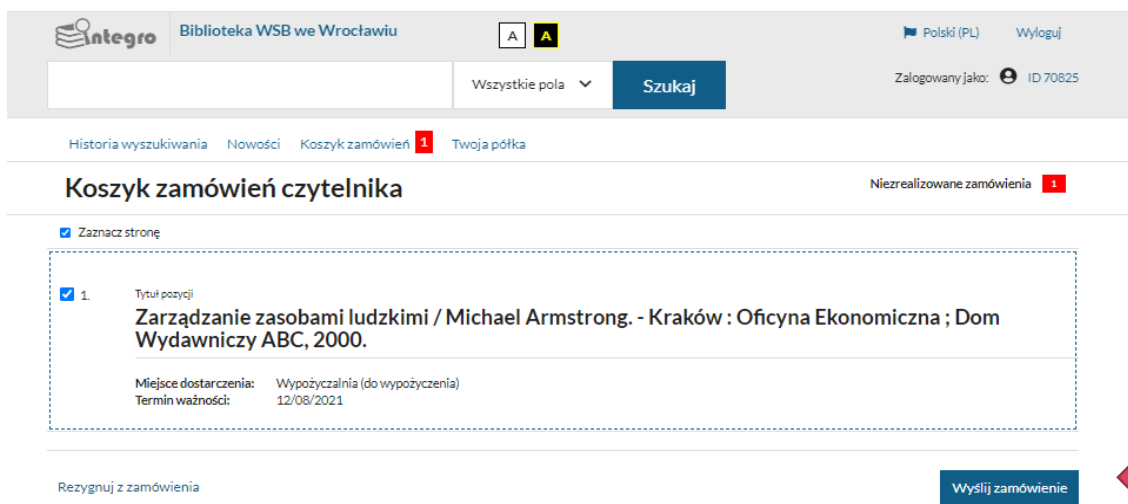 integro Biblioteka WSB we Wrocławiu A A Polski (PL) Wyloguj
Wszystkie pola Szukaj Zalogowany jako: ID 70825
Historia wyszukiwania Nowości Koszyk zamówień 1 Twoja półka
Koszyk zamówień czytelnika Niezrealizowane zamówienia 1
Zaznacz stronę
1. Tytuł pozycji
Zarządzanie zasobami ludzkimi / Michael Armstrong. - Kraków : Oficyna Ekonomiczna ; Dom
Wydawniczy ABC, 2000.
Miejsce dostarczenia: Wypożyczalnia (do wypożyczenia)
Termin ważności: 12/08/2021
Rezygnuj z zamówienia Wyślij zamówienie